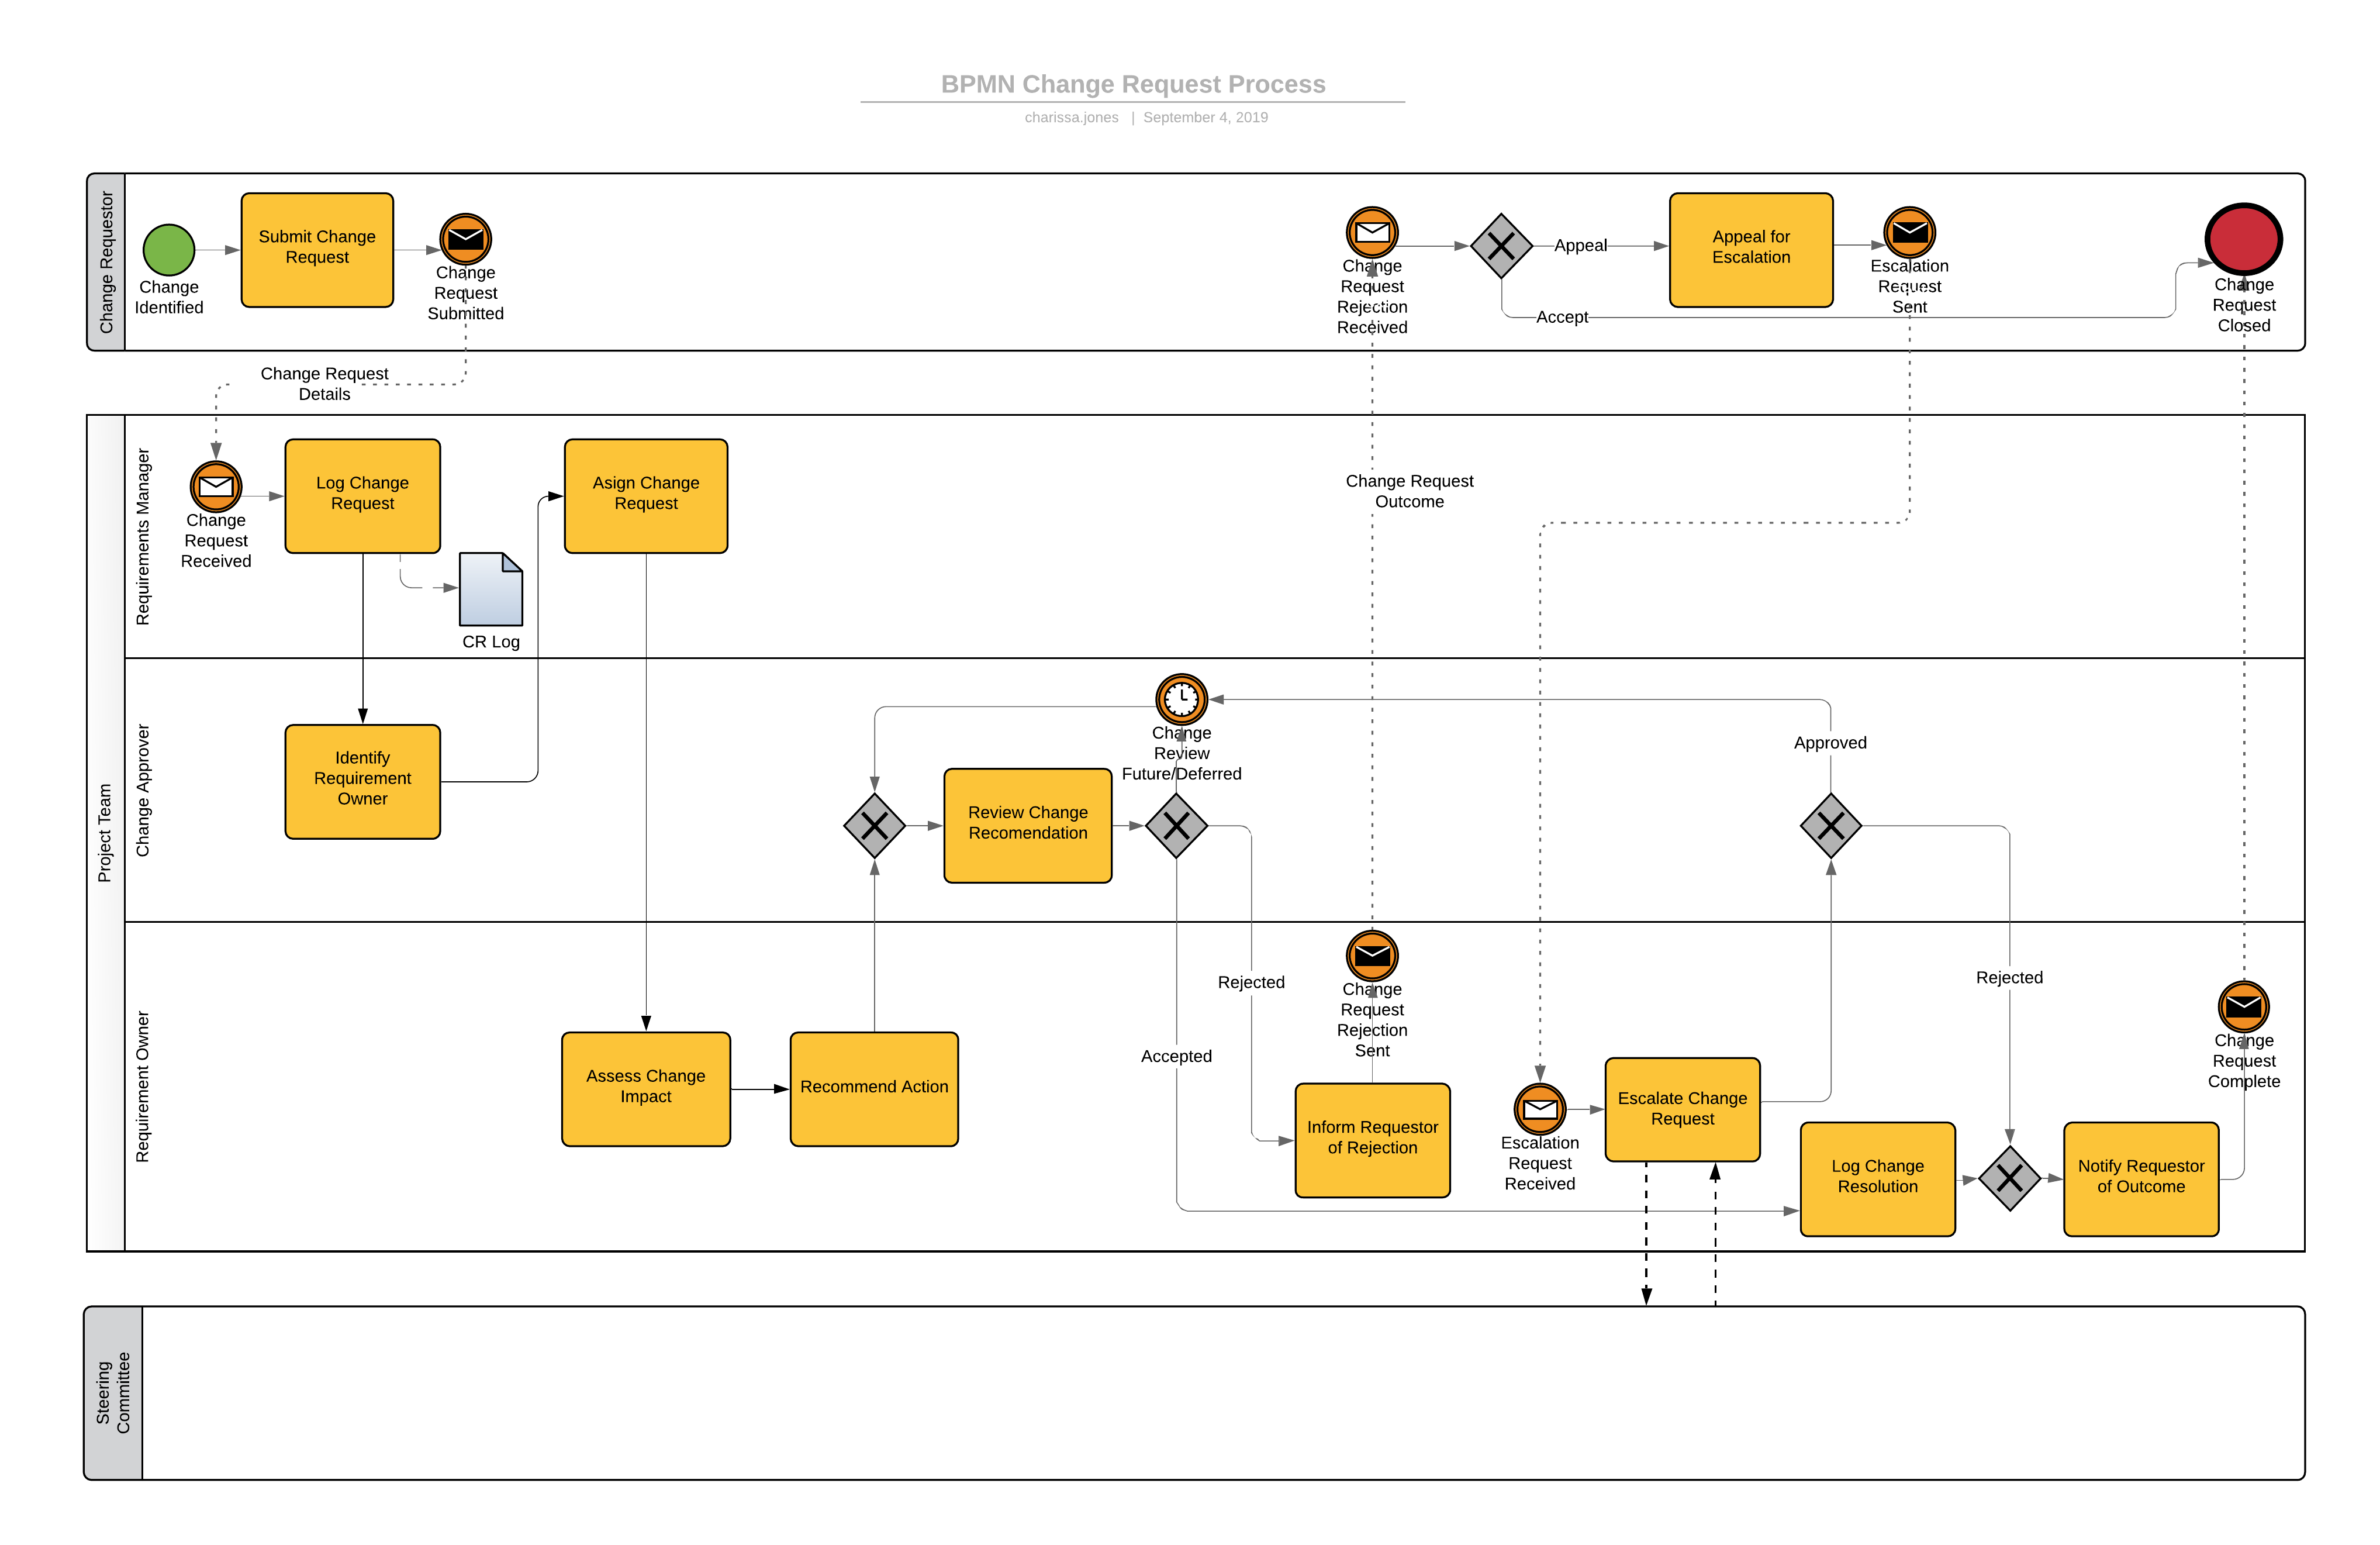 BPMN Change Request Process
charissa.jones | September 4, 2019
Change Requestor
Change
Identified
Submit Change
Request
Change
Request
Submitted
Change
Request
Rejection
Received
Appeal
Accept
Appeal for
Escalation
Escalation
Request
Sent
Change
Request
Closed
Change Request
Details
Project Team
Requirements Manager
Change
Request
Received
Log Change
Request
Asign Change
Request
CR Log
Change Request
Outcome
Change Approver
Identify
Requirement
Owner
Change
Review
Future/Deferred
Review Change
Recomendation
Approved
Requirement Owner
Assess Change
Impact
Recommend Action
Accepted
Rejected
Change
Request
Rejection
Sent
Inform Requestor
of Rejection
Escalation
Request
Received
Escalate Change
Request
Rejected
Log Change
Resolution
Notify Requestor
of Outcome
Change
Request
Complete
Steering
Committee